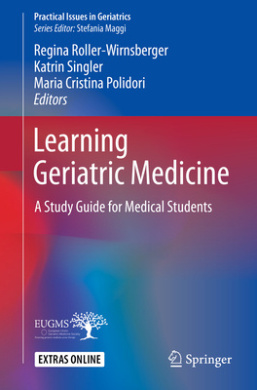 Practical Issues in Geriatrics
Series Editor: Stefania Maggi
Regina Roller-Wirnsberger
Katrin Singler
Maria Cristina Polidori
Editors
Learning
Geriatric Medicine
A Study Guide for Medical Students
EUGMS
EXTRAS ONLINE
Springer